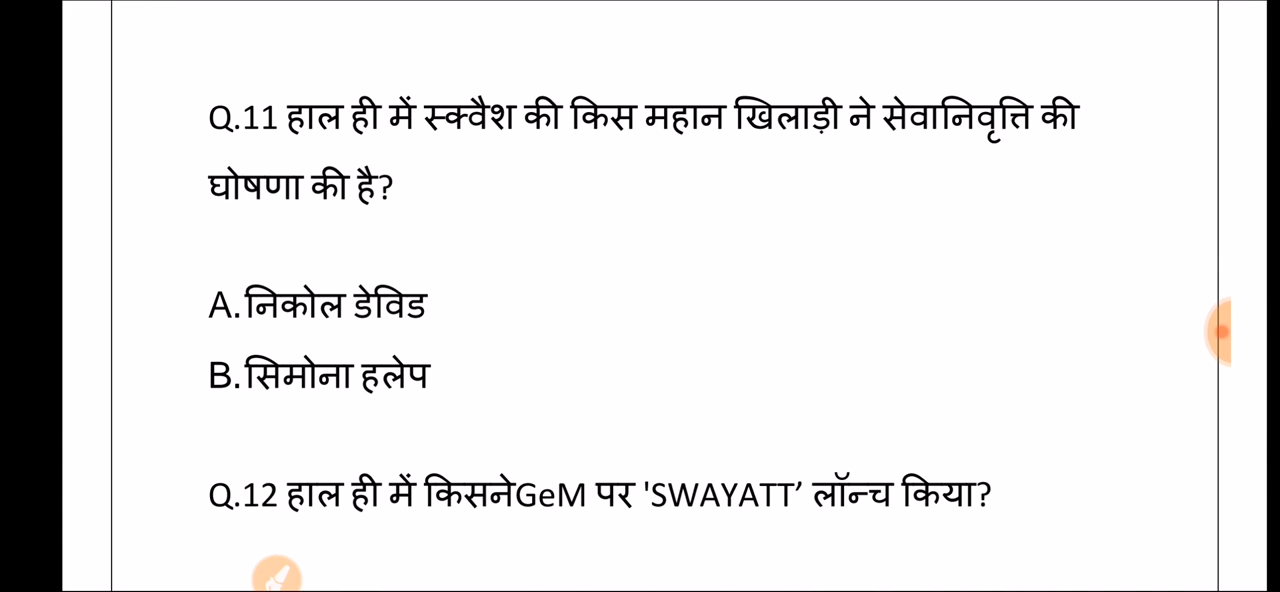 Q.11 हाल ही में स्क्वैश की किस महान खिलाड़ी ने सेवानिवृत्ति की
घोषणा की है?
A.निकोल डेविड
B.सिमोना हलेप
Q.12 हाल ही में किसनेGeM पर 'SWAYATT’ लॉन्च किया?